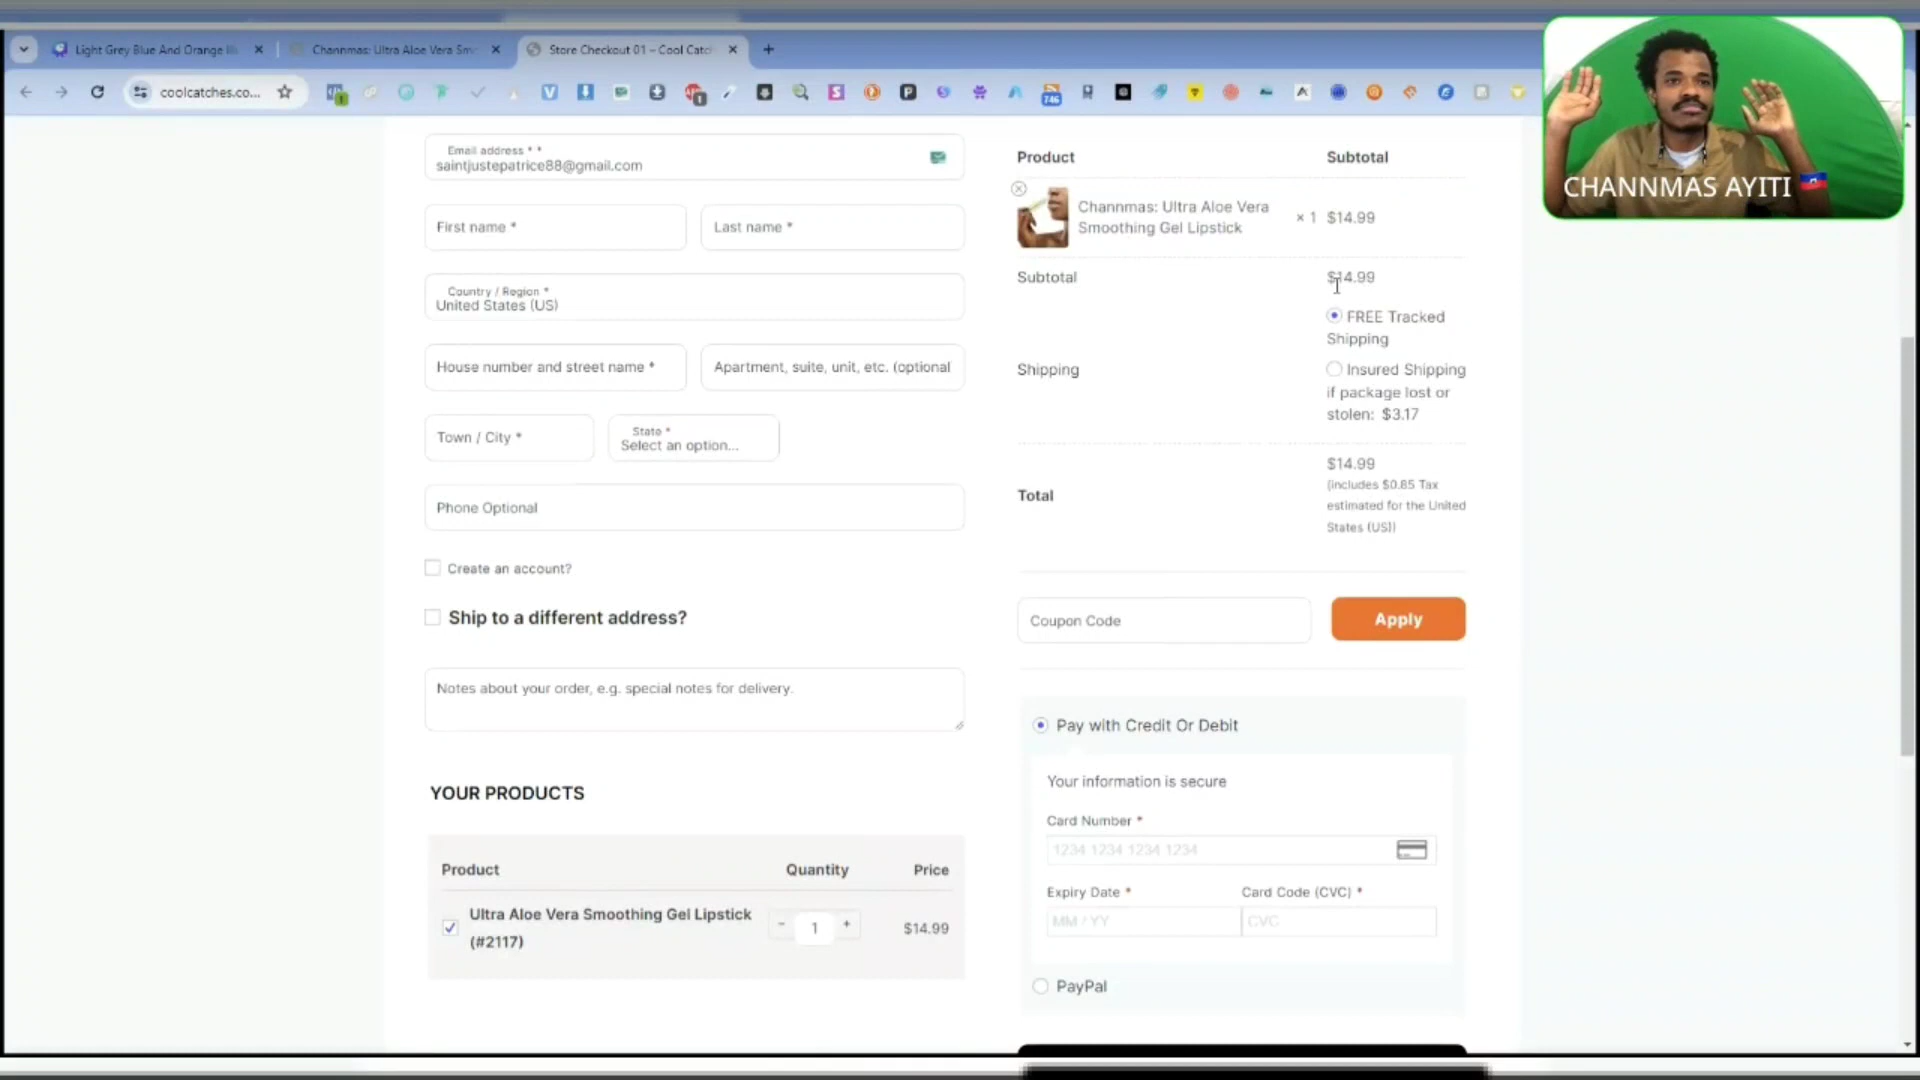 Light Grey Blue And Orange
Channmas: Ultra Aloe Vera Smo
Store Checkout 01 – Cool Catc
coolcatches.co...
746
CHANNMAS AYITI
Email address * *
saintjustepatrice88@gmail.com
First name *
Last name *
Country / Region *
United States (US)
House number and street name *
Apartment, suite, unit, etc. (optional
Town / City *
State *
Select an option...
Phone Optional
Create an account?
Ship to a different address?
Notes about your order, e.g. special notes for delivery.
YOUR PRODUCTS
Product Quantity Price
Ultra Aloe Vera Smoothing Gel Lipstick
(#2117)
- 1 + $14.99
Product Subtotal
Channmas: Ultra Aloe Vera
Smoothing Gel Lipstick
× 1 $14.99
Subtotal $14.99
Shipping
FREE Tracked
Shipping
Insured Shipping
if package lost or
stolen: $3.17
Total
$14.99
(includes $0.85 Tax
estimated for the United
States (US))
Coupon Code
Apply
Pay with Credit Or Debit
Your information is secure
Card Number *
1234 1234 1234 1234
Expiry Date *
Card Code (CVC) *
MM / YY
CVC
PayPal